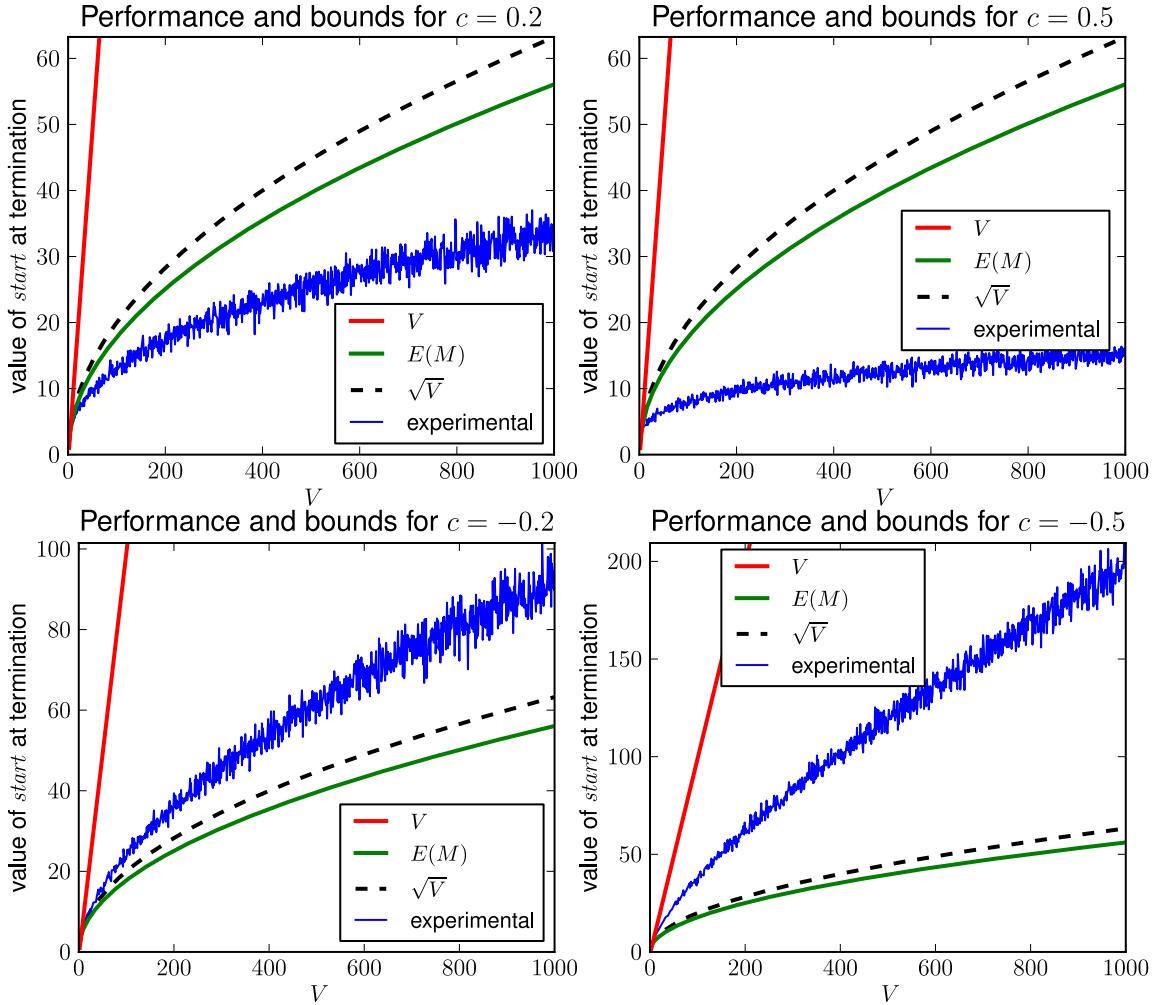 Performance and bounds for c = 0.2
value of start at termination
60
50
40
30
20
10
0
0 200 400 600 800 1000
V
V
E(M)
√V
experimental
Performance and bounds for c = 0.5
value of start at termination
60
50
40
30
20
10
0
0 200 400 600 800 1000
V
V
E(M)
√V
experimental
Performance and bounds for c = −0.2
value of start at termination
100
80
60
40
20
0
0 200 400 600 800 1000
V
V
E(M)
√V
experimental
Performance and bounds for c = −0.5
value of start at termination
200
150
100
50
0
0 200 400 600 800 1000
V
V
E(M)
√V
experimental